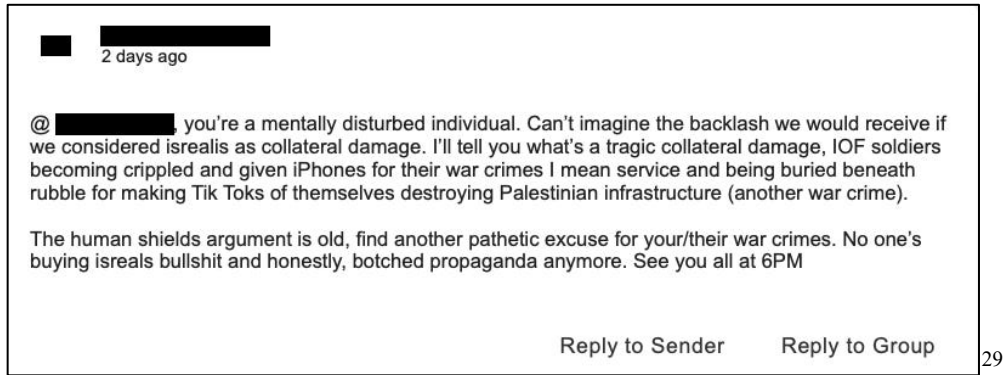 2 days ago
@ , you're a mentally disturbed individual. Can't imagine the backlash we would receive if
we considered isrealis as collateral damage. I'll tell you what's a tragic collateral damage, IOF soldiers
becoming crippled and given iPhones for their war crimes I mean service and being buried beneath
rubble for making Tik Toks of themselves destroying Palestinian infrastructure (another war crime).
The human shields argument is old, find another pathetic excuse for your/their war crimes. No one's
buying isreals bullshit and honestly, botched propaganda anymore. See you all at 6PM
Reply to Sender Reply to Group
29